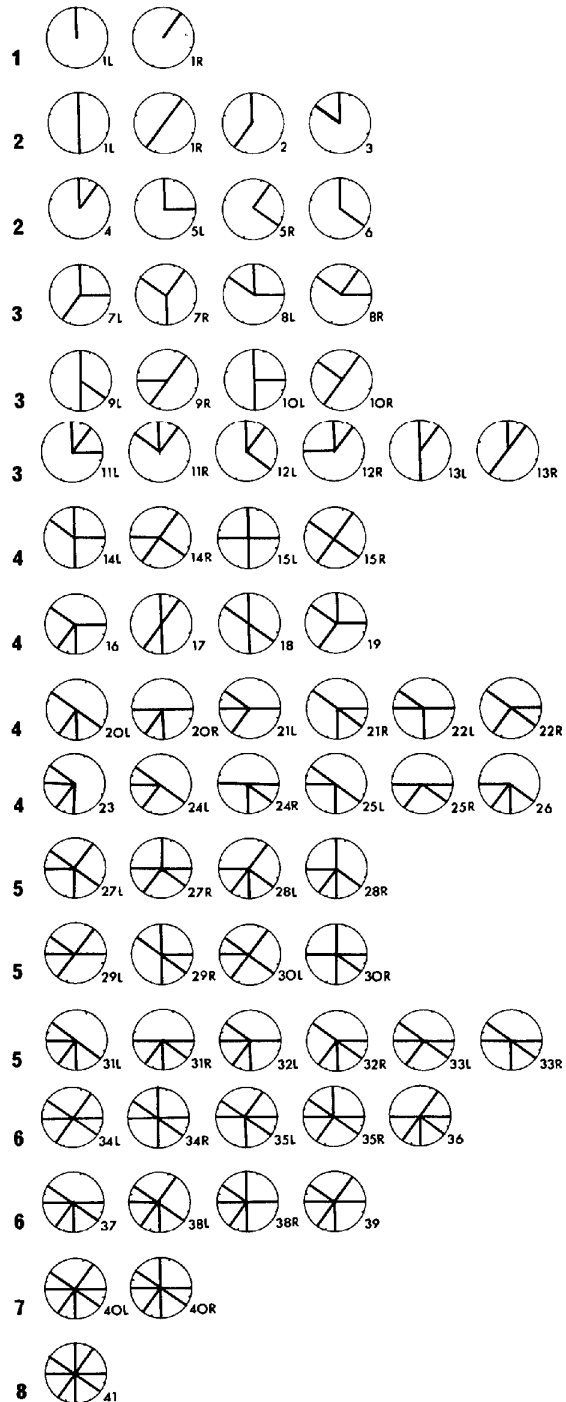 1 1L 1R
2 1L 1R 2 3
2 4 5L 5R 6
3 7L 7R 8L 8R
3 9L 9R 10L 10R
3 11L 11R 12L 12R 13L 13R
4 14L 14R 15L 15R
4 16 17 18 19
4 20L 20R 21L 21R 22L 22R
4 23 24L 24R 25L 25R 26
5 27L 27R 28L 28R
5 29L 29R 30L 30R
5 31L 31R 32L 32R 33L 33R
6 34L 34R 35L 35R 36
6 37 38L 38R 39
7 40L 40R
8 41